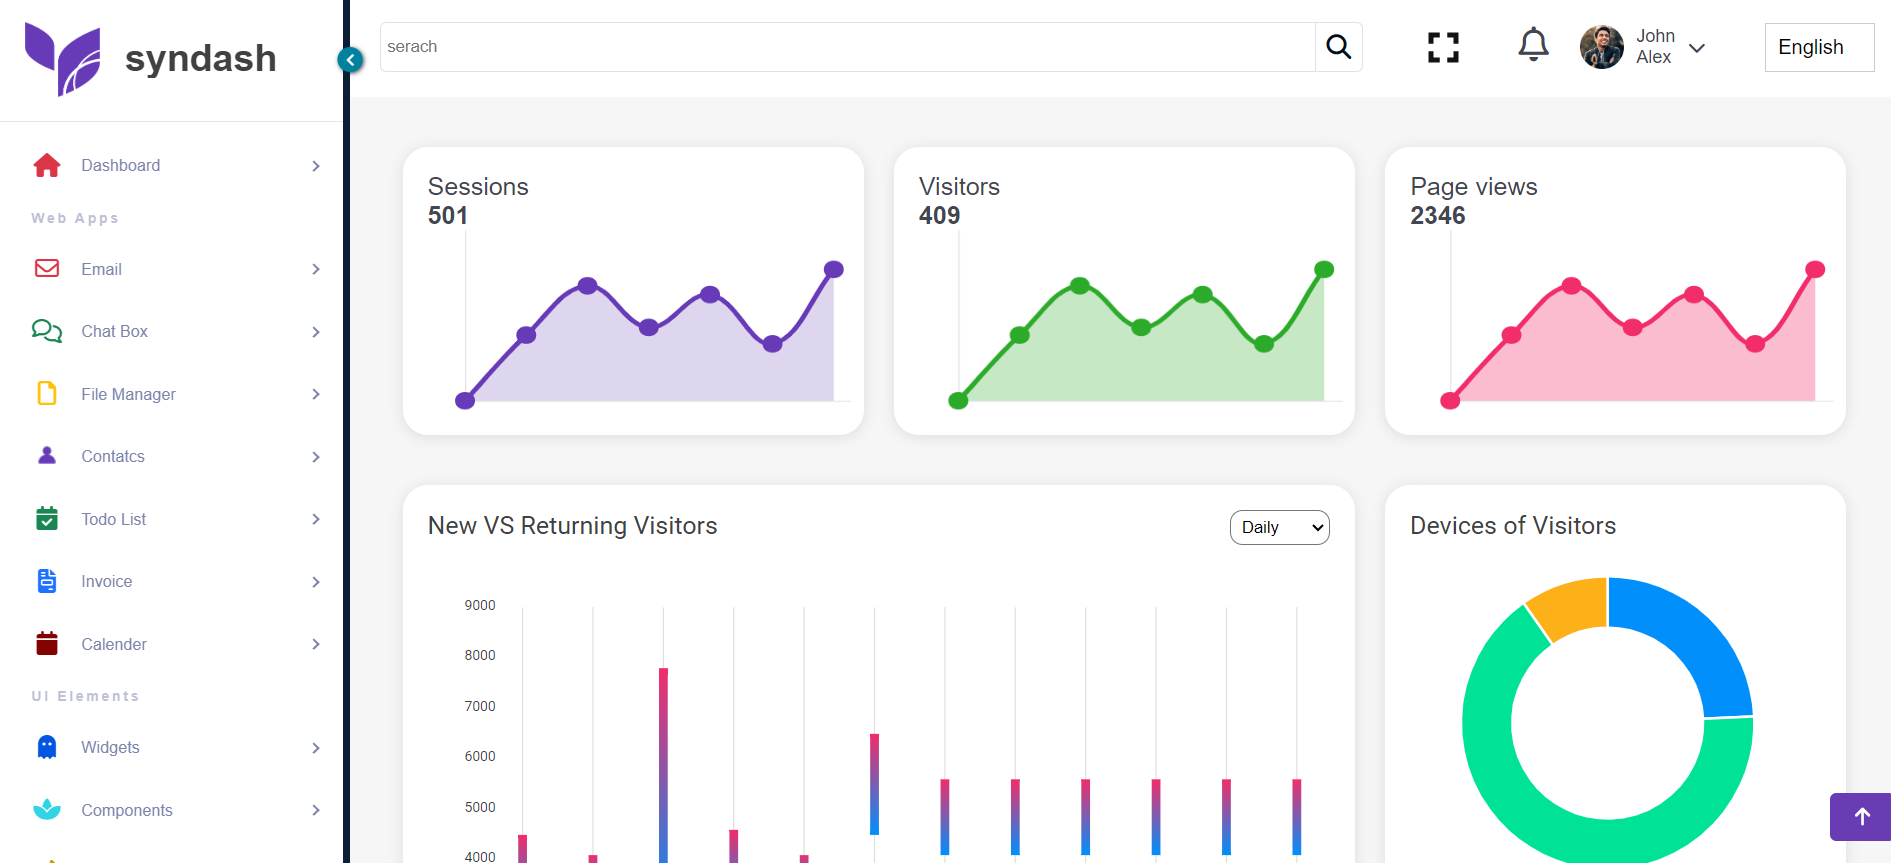 syndash
serach
John
Alex
English
Dashboard
Web Apps
Email
Chat Box
File Manager
Contatcs
Todo List
Invoice
Calender
UI Elements
Widgets
Components
Sessions
501
Visitors
409
Page views
2346
New VS Returning Visitors
Daily
9000
8000
7000
6000
5000
4000
Devices of Visitors